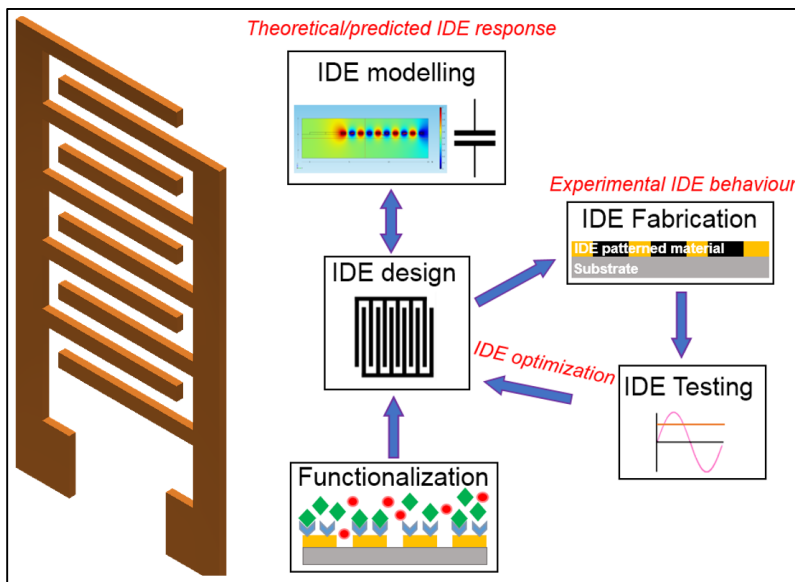 Theoretical/predicted IDE response
IDE modelling
Experimental IDE behaviour
IDE Fabrication
IDE patterned material
Substrate
IDE design
IDE optimization
IDE Testing
Functionalization